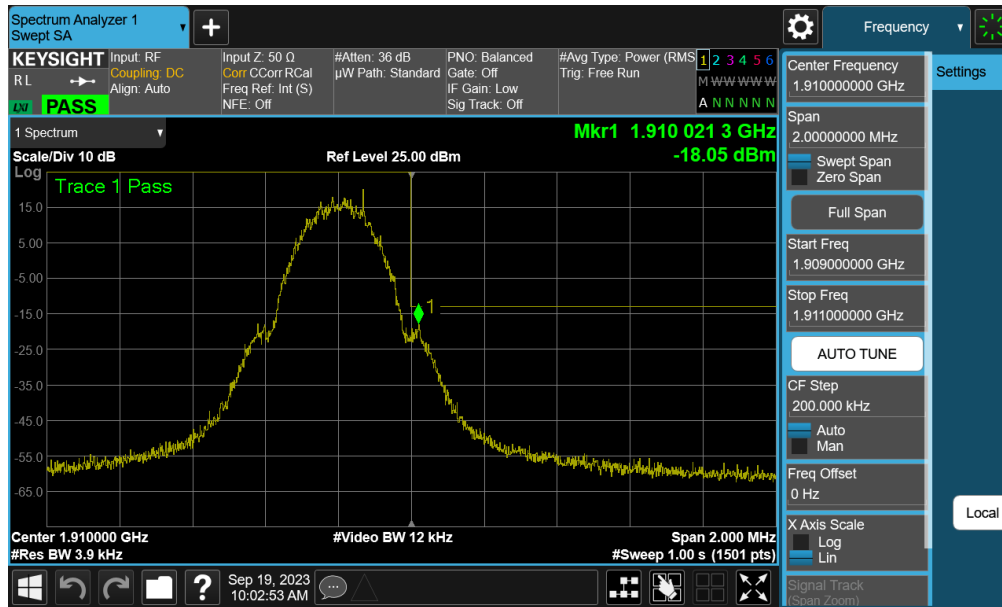 Spectrum Analyzer 1
Swept SA
+
Frequency
KEYSIGHT
RL
LXI
PASS
Input: RF
Coupling: DC
Align: Auto
Input Z: 50 Ω
Corr CCorr RCal
Freq Ref: Int (S)
NFE: Off
#Atten: 36 dB
µW Path: Standard
PNO: Balanced
Gate: Off
IF Gain: Low
Sig Track: Off
#Avg Type: Power (RMS
Trig: Free Run
1 2 3 4 5 6
M W W W W W
A N N N N N
1 Spectrum
Mkr1 1.910 021 3 GHz
Scale/Div 10 dB
Ref Level 25.00 dBm
-18.05 dBm
Log
Trace 1 Pass
15.0
5.00
-5.00
1
-15.0
-25.0
-35.0
-45.0
-55.0
-65.0
Center 1.910000 GHz
#Video BW 12 kHz
Span 2.000 MHz
#Res BW 3.9 kHz
#Sweep 1.00 s (1501 pts)
Center Frequency
1.910000000 GHz
Settings
Span
2.00000000 MHz
Swept Span
Zero Span
Full Span
Start Freq
1.909000000 GHz
Stop Freq
1.911000000 GHz
AUTO TUNE
CF Step
200.000 kHz
Auto
Man
Freq Offset
0 Hz
Local
X Axis Scale
Log
Lin
Signal Track
(Span Zoom)
?
Sep 19, 2023
10:02:53 AM